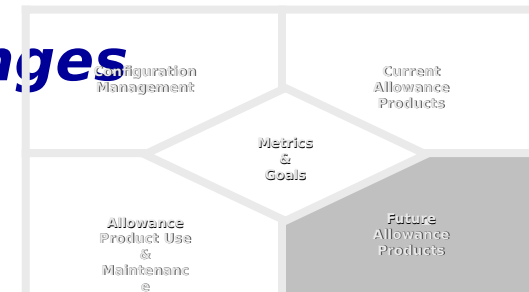 nges
Configuration
Management
Current
Allowance
Products
Metrics
&
Goals
Allowance
Product Use
&
Maintenanc
e
Future
Allowance
Products